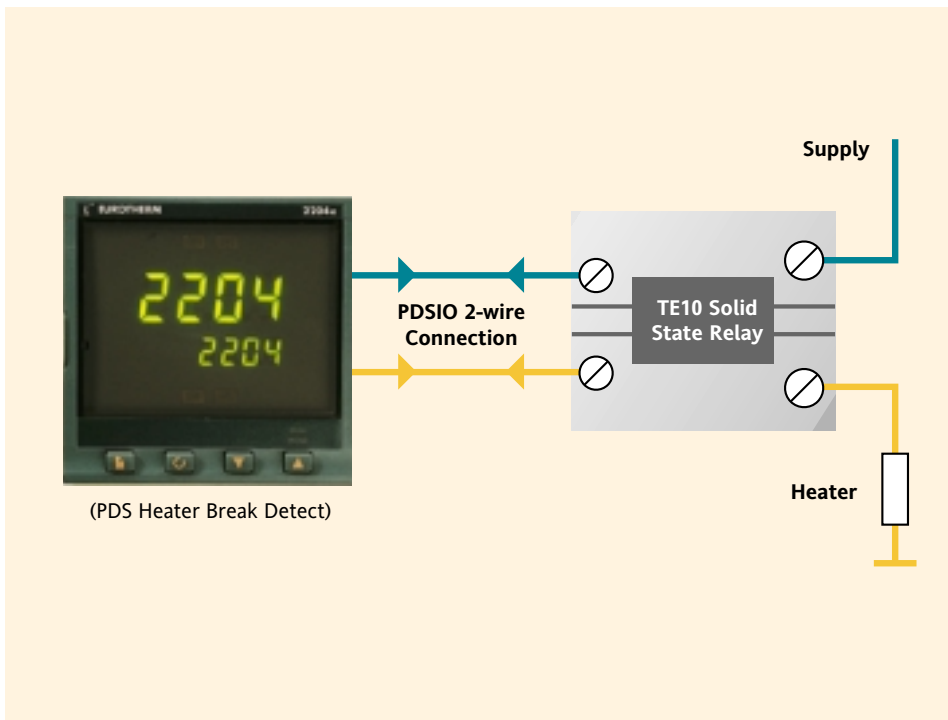 EUROTHERM 2204e
2204
2204
(PDS Heater Break Detect)
PDSIO 2-wire
Connection
TE10 Solid
State Relay
Supply
Heater